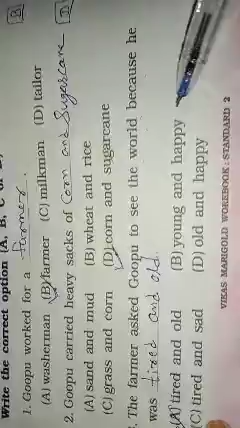 Write the correct option (A, B, C or
1. Goopu worked for a farmer.
(A) washerman (B) farmer (C) milkman (D) tailor
2. Goopu carried heavy sacks of corn and Sugarcane
(A) sand and mud (B) wheat and rice
(C) grass and corn (D) corn and sugarcane
. The farmer asked Goopu to see the world because he
was tired and old.
(A) tired and old (B) young and happy
(C) tired and sad (D) old and happy
VIKAS MARIGOLD WORKBOOK : STANDARD 2
B
D